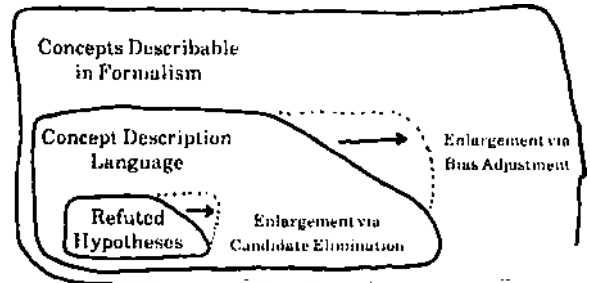 Concepts Describable
in Formalism
Concept Description
Language
Enlargement via
Bias Adjustment
Refuted
Hypotheses
Enlargement via
Candidate Elimination